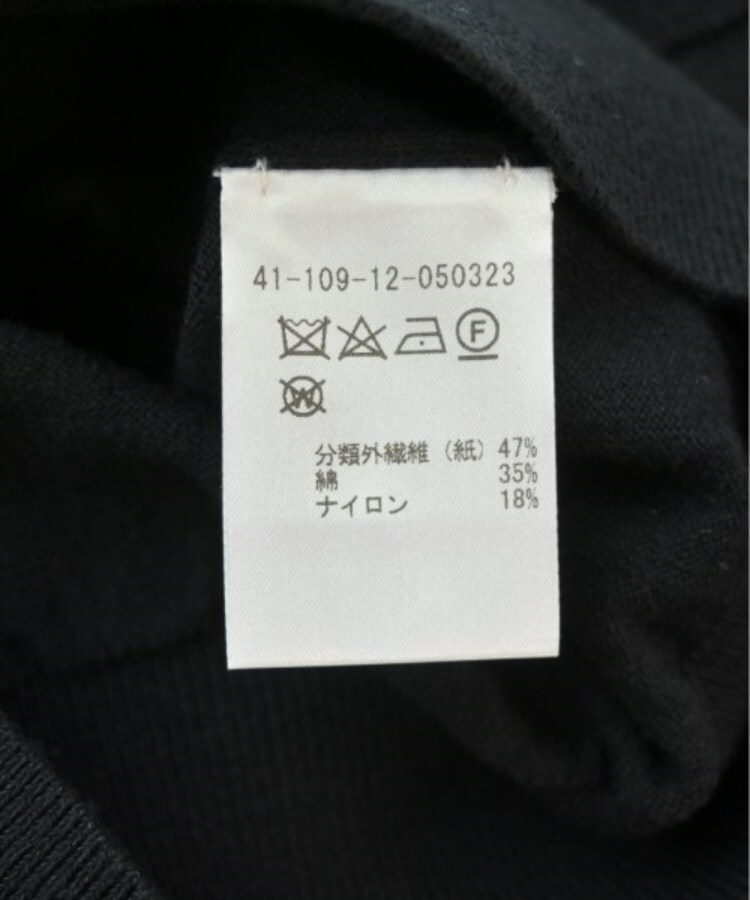 41-109-12-050323
F
W
分類外繊維（紙）47%
綿 35%
ナイロン 18%